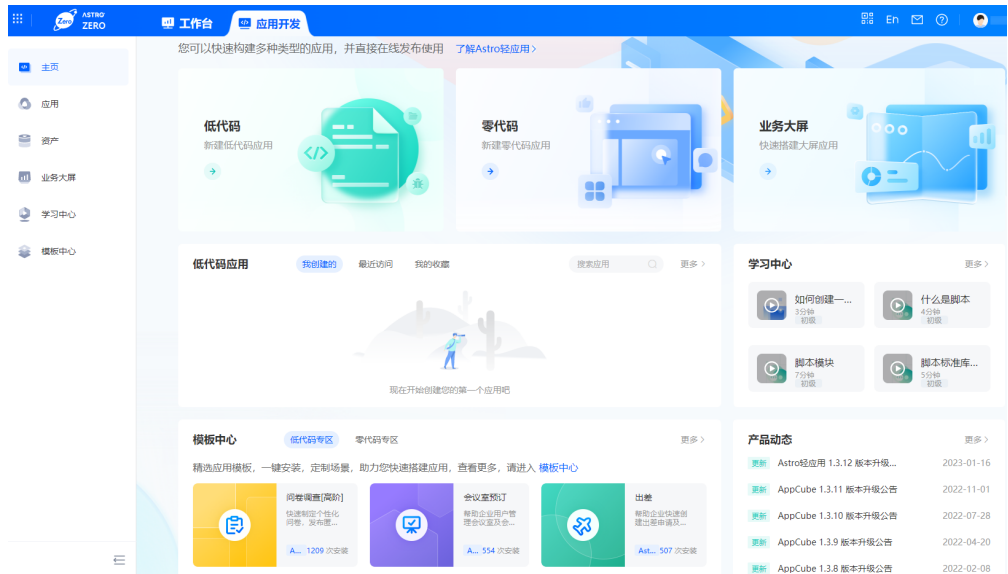 Zero
ASTRO
ZERO
工作台
应用开发
En
您可以快速构建多种类型的应用，并直接在线发布使用 了解Astro轻应用>
主页
应用
资产
业务大屏
学习中心
模板中心
低代码
新建低代码应用
零代码
新建零代码应用
业务大屏
快速搭建大屏应用
低代码应用
我创建的
最近访问
我的收藏
搜索应用
更多>
现在开始创建您的第一个应用吧
学习中心
更多>
如何创建一...
3分钟
初级
什么是脚本
4分钟
初级
脚本模块
7分钟
初级
脚本标准库...
5分钟
初级
模板中心
低代码专区
零代码专区
更多>
精选应用模板，一键安装，定制场景，助力您快速搭建应用，查看更多，请进入 模板中心
问卷调查[高阶]
快速制定个性化
问卷、发布匿...
A... 1209 次安装
会议室预订
帮助企业用户管
理会议室及会...
A... 554 次安装
出差
帮助企业快速创
建出差申请及...
Ast... 507 次安装
产品动态
更多>
更新 Astro轻应用 1.3.12 版本升级... 2023-01-16
更新 AppCube 1.3.11 版本升级公告 2022-11-01
更新 AppCube 1.3.10 版本升级公告 2022-07-28
更新 AppCube 1.3.9 版本升级公告 2022-04-20
更新 AppCube 1.3.8 版本升级公告 2022-02-08